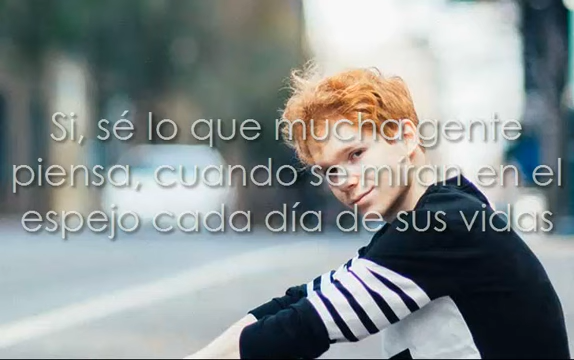 Si, sé lo que mucha gente
piensa, cuando se miran en el
espejo cada día de sus vidas